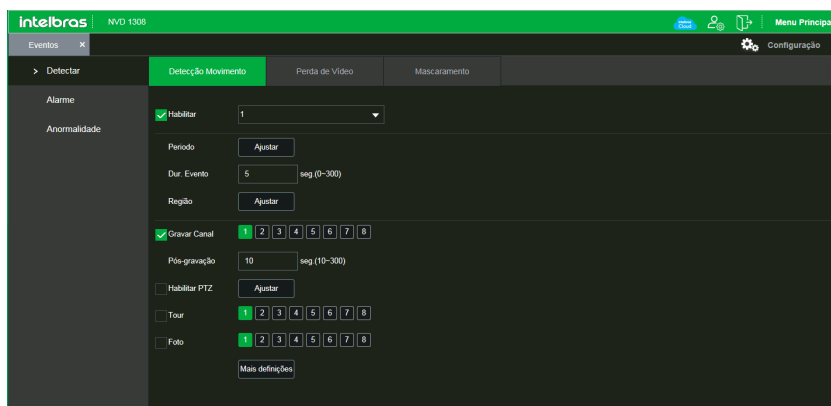 intelbras NVD 1308 Menu Principa
Eventos x Configuração
> Detectar Detecção Movimento Perda de Vídeo Mascaramento
Alarme
Anormalidade
Habilitar 1
Periodo Ajustar
Dur. Evento 5 seg.(0~300)
Região Ajustar
Gravar Canal 1 2 3 4 5 6 7 8
Pós-gravação 10 seg.(10~300)
Habilitar PTZ Ajustar
Tour 1 2 3 4 5 6 7 8
Foto 1 2 3 4 5 6 7 8
Mais definições